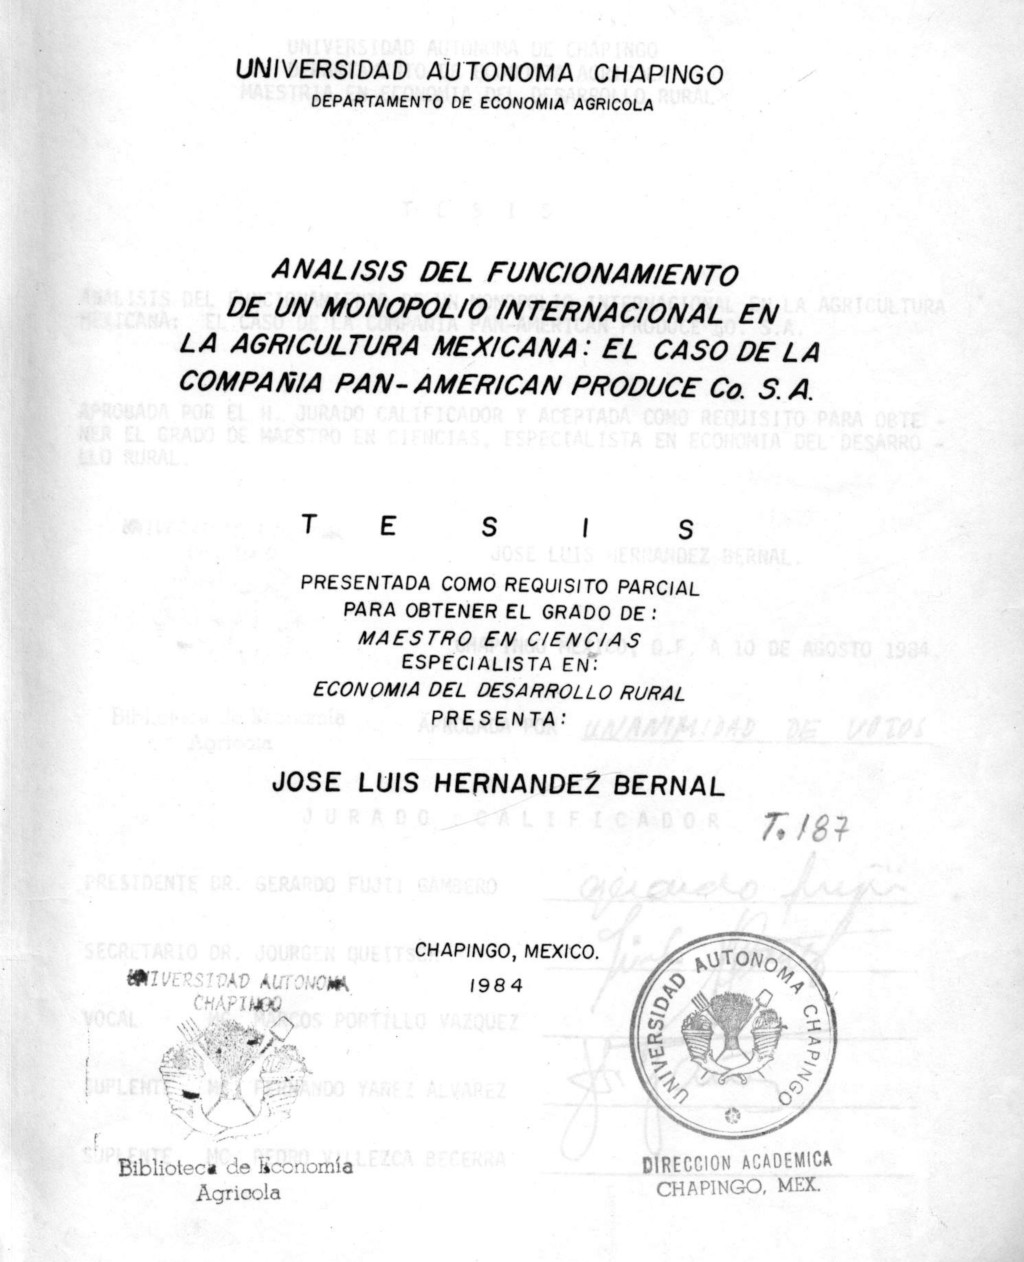 UNIVERSIDAD AUTONOMA CHAPINGO
DEPARTAMENTO DE ECONOMIA AGRICOLA
ANALISIS DEL FUNCIONAMIENTO
DE UN MONOPOLIO INTERNACIONAL EN
LA AGRICULTURA MEXICANA: EL CASO DE LA
COMPAÑIA PAN-AMERICAN PRODUCE Co. S.A.
T E S I S
PRESENTADA COMO REQUISITO PARCIAL
PARA OBTENER EL GRADO DE:
MAESTRO EN CIENCIAS
ESPECIALISTA EN:
ECONOMIA DEL DESARROLLO RURAL
PRESENTA:
JOSE LUIS HERNANDEZ BERNAL
T. 187
CHAPINGO, MEXICO.
1984
UNIVERSIDAD AUTONOMA
CHAPINGO
Biblioteca de Economía
Agricola
UNIVERSIDAD AUTONOMA CHAPINGO
DIRECCION ACADEMICA
CHAPINGO, MEX.